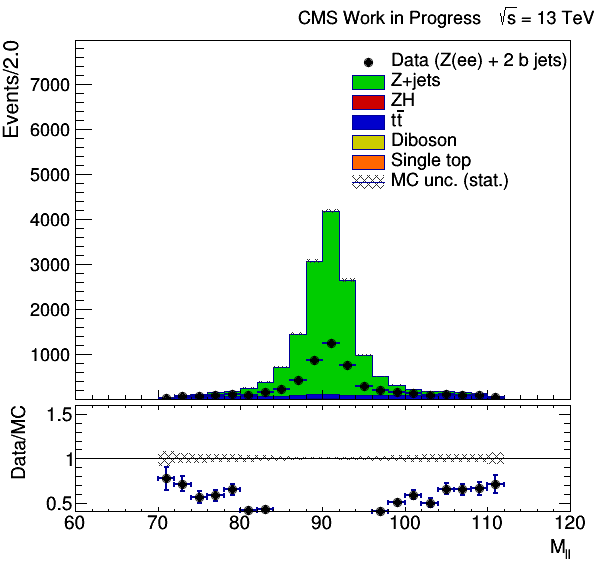 CMS Work in Progress √s = 13 TeV
Events/2.0
Data (Z(ee) + 2 b jets)
Z+jets
ZH
tt̄
Diboson
Single top
MC unc. (stat.)
7000
6000
5000
4000
3000
2000
1000
Data/MC
1.5
1
0.5
60 70 80 90 100 110 120
M_ll